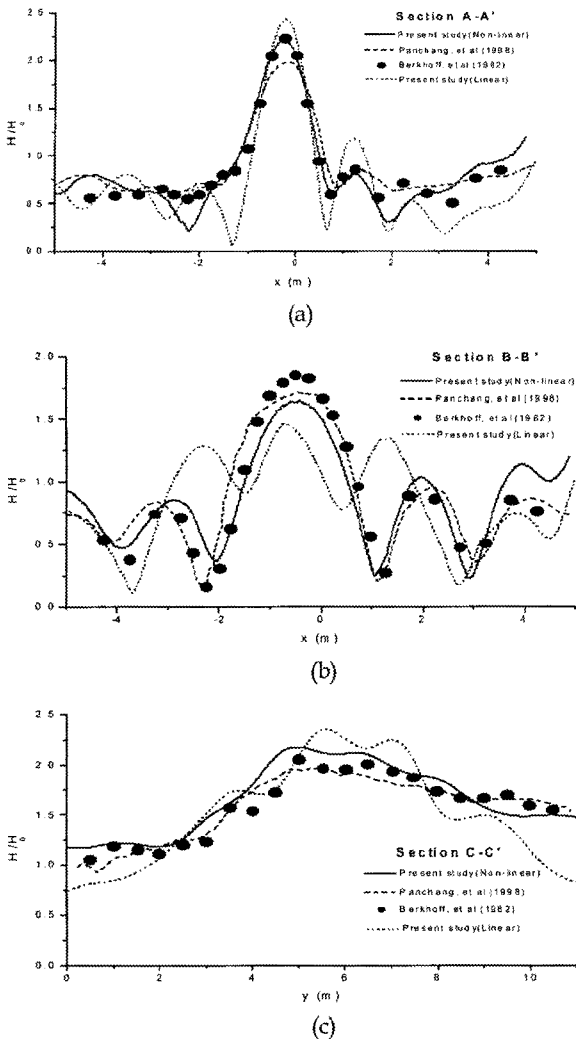 Section A-A'
Present study(Non-linear)
Panchang, et al (1998)
Berkhoff, et al (1982)
Present study(Linear)
2.5
2.0
1.5
1.0
0.5
0.0
H/H₀
-4
-2
0
2
4
x (m)
(a)
Section B-B'
Present study(Non-linear)
Panchang, et al (1998)
Berkhoff, et al (1982)
Present study(Linear)
2.0
1.5
1.0
0.5
0.0
H/H₀
-4
-2
0
2
4
x (m)
(b)
2.5
2.0
1.5
1.0
0.5
0.0
H/H₀
Section C-C'
Present study(Non-linear)
Panchang, et al (1998)
Berkhoff, et al (1982)
Present study(Linear)
0
2
4
6
8
10
y (m)
(c)